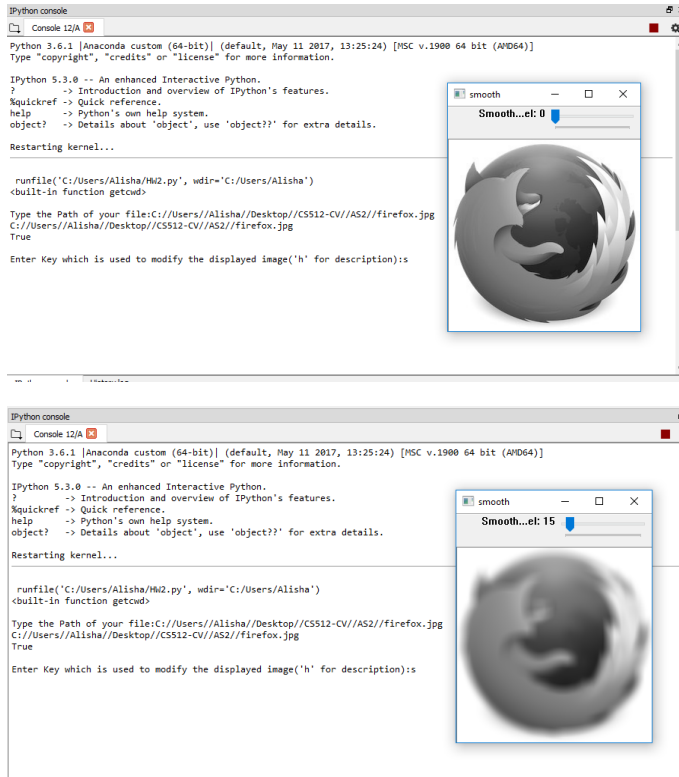 IPython console
Console 12/A
Python 3.6.1 |Anaconda custom (64-bit)| (default, May 11 2017, 13:25:24) [MSC v.1900 64 bit (AMD64)]
Type "copyright", "credits" or "license" for more information.
IPython 5.3.0 -- An enhanced Interactive Python.
? -> Introduction and overview of IPython's features.
%quickref -> Quick reference.
help -> Python's own help system.
object? -> Details about 'object', use 'object??' for extra details.
Restarting kernel...
runfile('C:/Users/Alisha/HW2.py', wdir='C:/Users/Alisha')
<built-in function getcwd>
Type the Path of your file:C://Users//Alisha//Desktop//CS512-CV//AS2//firefox.jpg
C://Users//Alisha//Desktop//CS512-CV//AS2//firefox.jpg
True
Enter Key which is used to modify the displayed image('h' for description):s
smooth
Smooth...el: 0
IPython console
Console 12/A
Python 3.6.1 |Anaconda custom (64-bit)| (default, May 11 2017, 13:25:24) [MSC v.1900 64 bit (AMD64)]
Type "copyright", "credits" or "license" for more information.
IPython 5.3.0 -- An enhanced Interactive Python.
? -> Introduction and overview of IPython's features.
%quickref -> Quick reference.
help -> Python's own help system.
object? -> Details about 'object', use 'object??' for extra details.
Restarting kernel...
runfile('C:/Users/Alisha/HW2.py', wdir='C:/Users/Alisha')
<built-in function getcwd>
Type the Path of your file:C://Users//Alisha//Desktop//CS512-CV//AS2//firefox.jpg
C://Users//Alisha//Desktop//CS512-CV//AS2//firefox.jpg
True
Enter Key which is used to modify the displayed image('h' for description):s
smooth
Smooth...el: 15